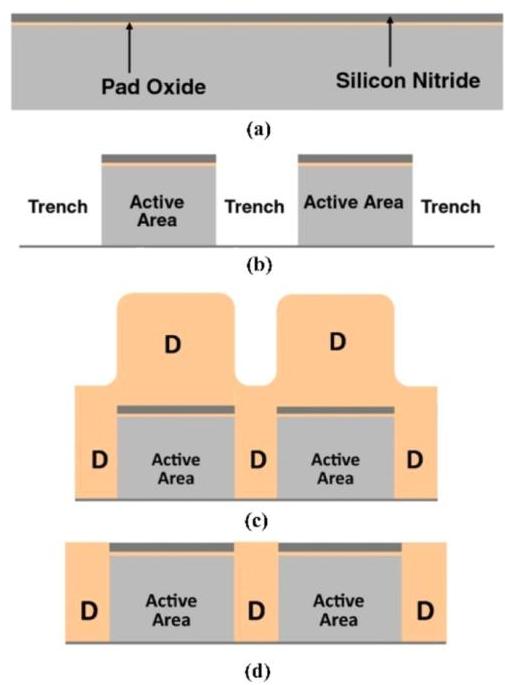 Pad Oxide
Silicon Nitride
(a)
Trench
Active
Area
Trench
Active Area
Trench
(b)
D
D
D
Active
Area
D
Active
Area
D
(c)
D
Active
Area
D
Active
Area
D
(d)